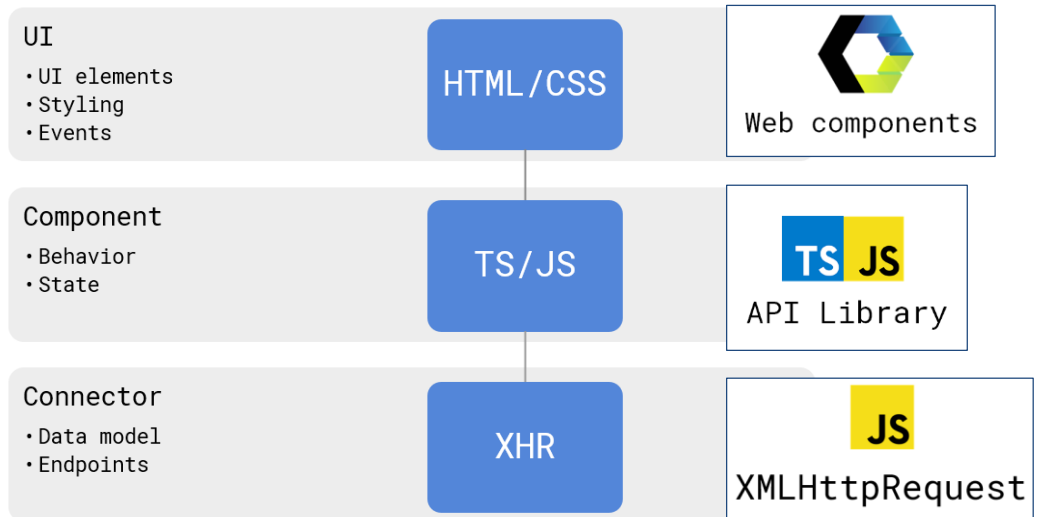 UI
• UI elements
• Styling
• Events
HTML/CSS
Web components
Component
• Behavior
• State
TS/JS
TS JS
API Library
Connector
• Data model
• Endpoints
XHR
JS
XMLHttpRequest